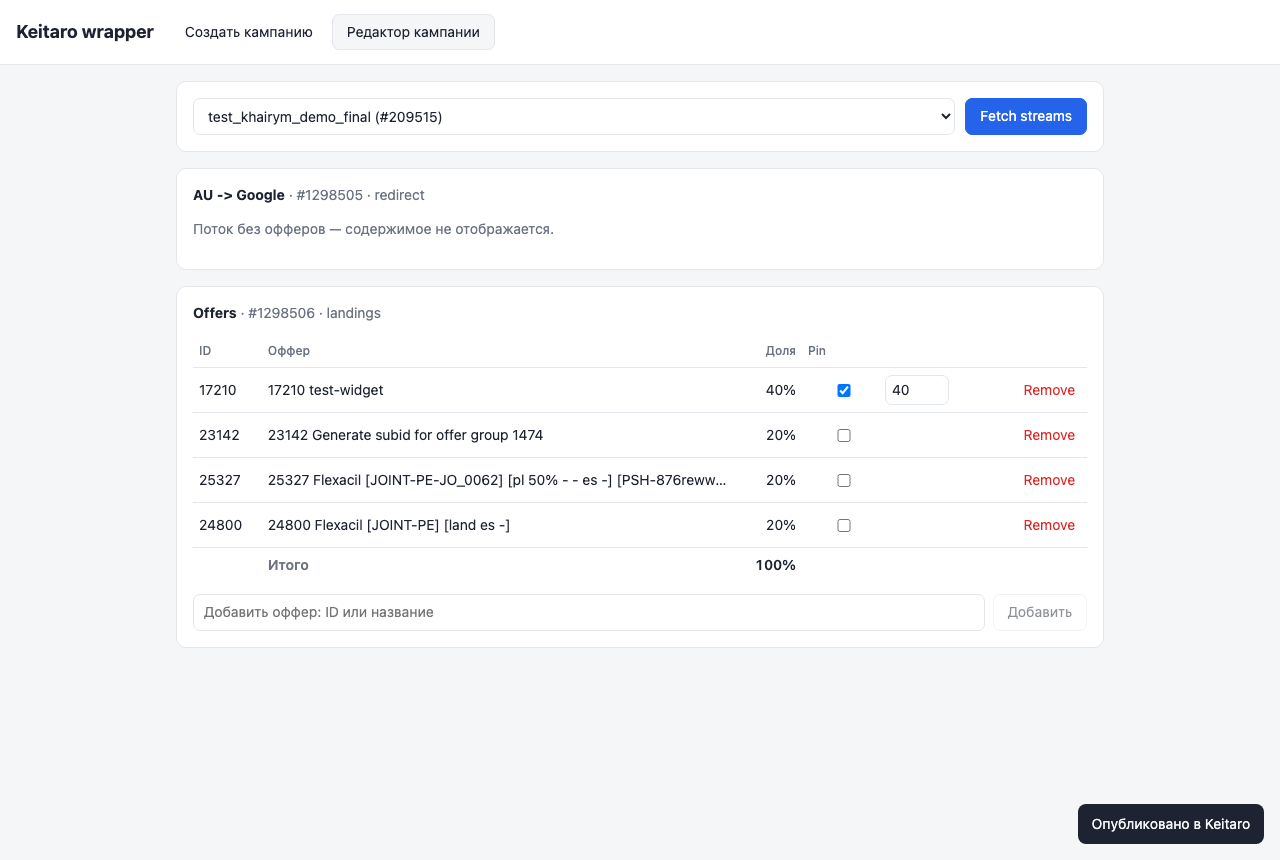 Keitaro wrapper Создать кампанию Редактор кампании
test_khairym_demo_final (#209515) Fetch streams
AU -> Google · #1298505 · redirect
Поток без офферов — содержимое не отображается.
Offers · #1298506 · landings
ID Оффер Доля Pin
17210 17210 test-widget 40% 40 Remove
23142 23142 Generate subid for offer group 1474 20% Remove
25327 25327 Flexacil [JOINT-PE-JO_0062] [pl 50% - - es -] [PSH-876reww... 20% Remove
24800 24800 Flexacil [JOINT-PE] [land es -] 20% Remove
Итого 100%
Добавить оффер: ID или название Добавить
Опубликовано в Keitaro